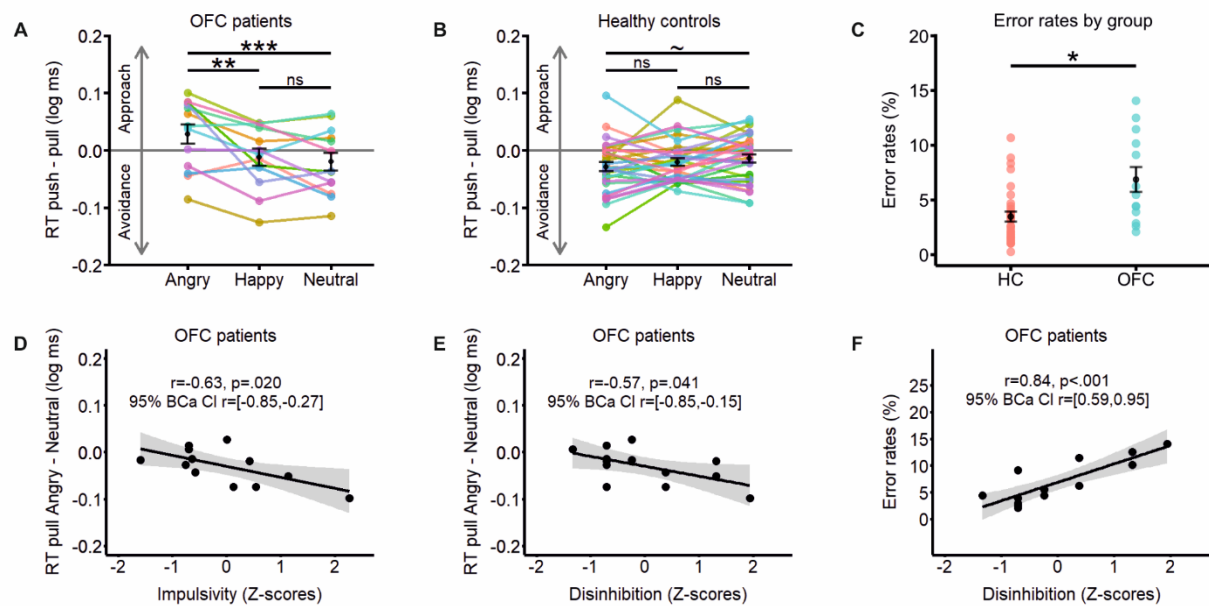 A
OFC patients
RT push - pull (log ms)
0.2
0.1
0.0
-0.1
-0.2
Approach
Avoidance
***
**
ns
Angry
Happy
Neutral
B
Healthy controls
RT push - pull (log ms)
0.2
0.1
0.0
-0.1
-0.2
Approach
Avoidance
~
ns
ns
Angry
Happy
Neutral
C
Error rates by group
Error rates (%)
20
15
10
5
0
*
HC
OFC
D
OFC patients
RT pull Angry - Neutral (log ms)
0.2
0.1
0.0
-0.1
-0.2
r=-0.63, p=.020
95% BCa CI r=[-0.85,-0.27]
-2
-1
0
1
2
Impulsivity (Z-scores)
E
OFC patients
RT pull Angry - Neutral (log ms)
0.2
0.1
0.0
-0.1
-0.2
r=-0.57, p=.041
95% BCa CI r=[-0.85,-0.15]
-2
-1
0
1
2
Disinhibition (Z-scores)
F
OFC patients
Error rates (%)
25
20
15
10
5
0
r=0.84, p<.001
95% BCa CI r=[0.59,0.95]
-2
-1
0
1
2
Disinhibition (Z-scores)